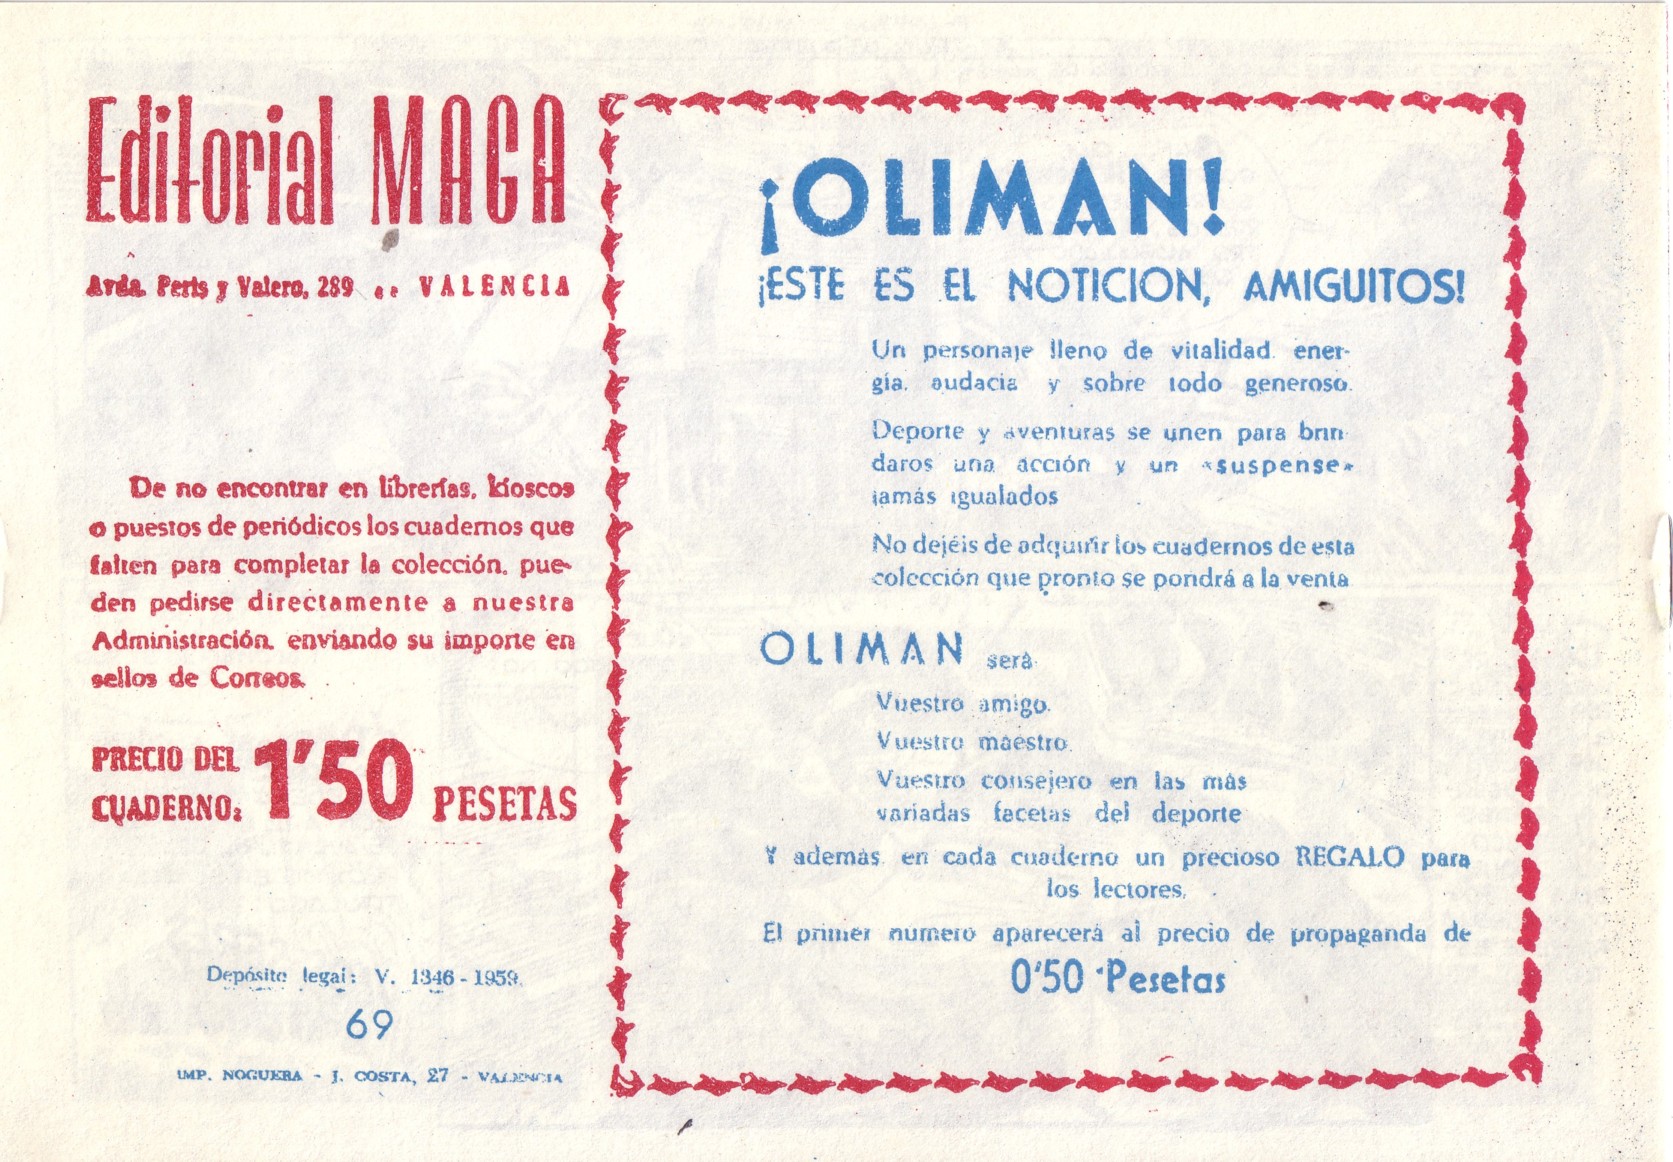 Editorial MAGA
Avda. Peris y Valero, 289 -- VALENCIA
De no encontrar en librerías, kioscos
o puestos de periódicos los cuadernos que
falten para completar la colección, pue-
den pedirse directamente a nuestra
Administración, enviando su importe en
sellos de Correos.
PRECIO DEL
CUADERNO: 1'50 PESETAS
Depósito legal: V. 1346 - 1959.
69
IMP. NOGUERA - J. COSTA, 27 - VALENCIA
¡OLIMAN!
¡ESTE ES EL NOTICION, AMIGUITOS!
Un personaje lleno de vitalidad, ener-
gía, audacia y sobre todo generoso.
Deporte y aventuras se unen para brin-
daros una acción y un «suspense»
jamás igualados
No dejéis de adquirir los cuadernos de esta
colección que pronto se pondrá a la venta
OLIMAN será:
Vuestro amigo.
Vuestro maestro.
Vuestro consejero en las más
variadas facetas del deporte
Y además, en cada cuaderno un precioso REGALO para
los lectores.
El primer numero aparecerá al precio de propaganda de
0'50 Pesetas